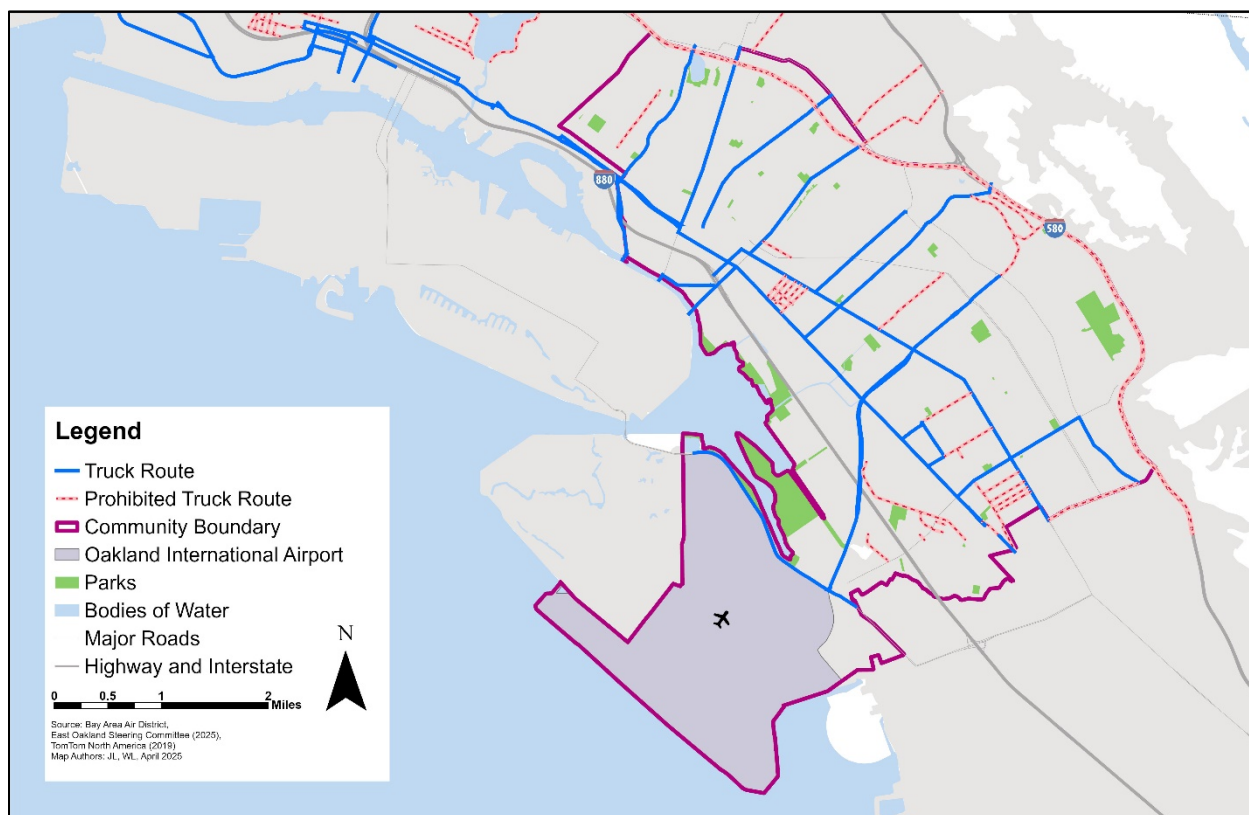 880
580
Legend
Truck Route
Prohibited Truck Route
Community Boundary
Oakland International Airport
Parks
Bodies of Water
Major Roads
Highway and Interstate
N
0 0.5 1 2
Miles
Source: Bay Area Air District,
East Oakland Steering Committee (2025),
TomTom North America (2019)
Map Authors: JL, WL, April 2025